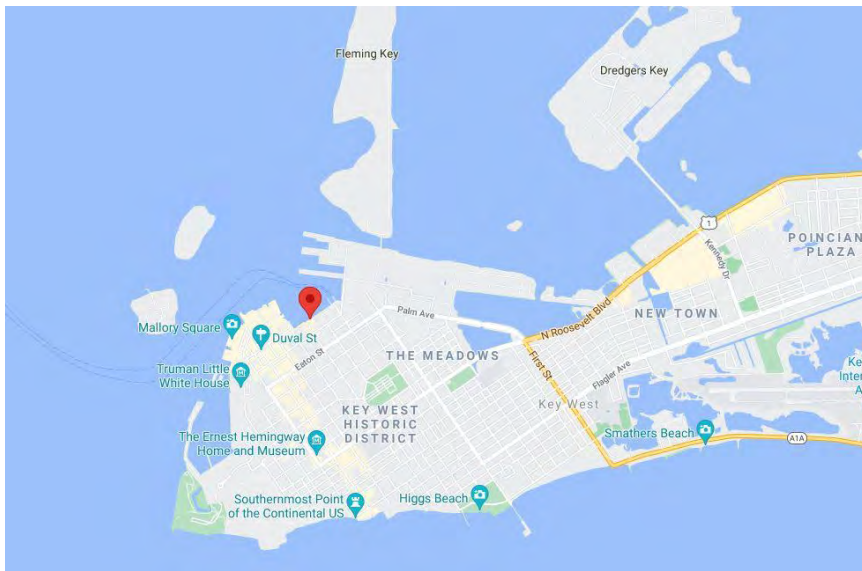 Fleming Key
Dredgers Key
1
POINCIAN
PLAZA
Kennedy Dr
N Roosevelt Blvd
NEW TOWN
Palm Ave
Mallory Square
Duval St
Eaton St
THE MEADOWS
First St
Flagler Ave
Truman Little
White House
Ke
Inter
A
KEY WEST
HISTORIC
DISTRICT
Key West
The Ernest Hemingway
Home and Museum
Smathers Beach
A1A
Southernmost Point
of the Continental US
Higgs Beach